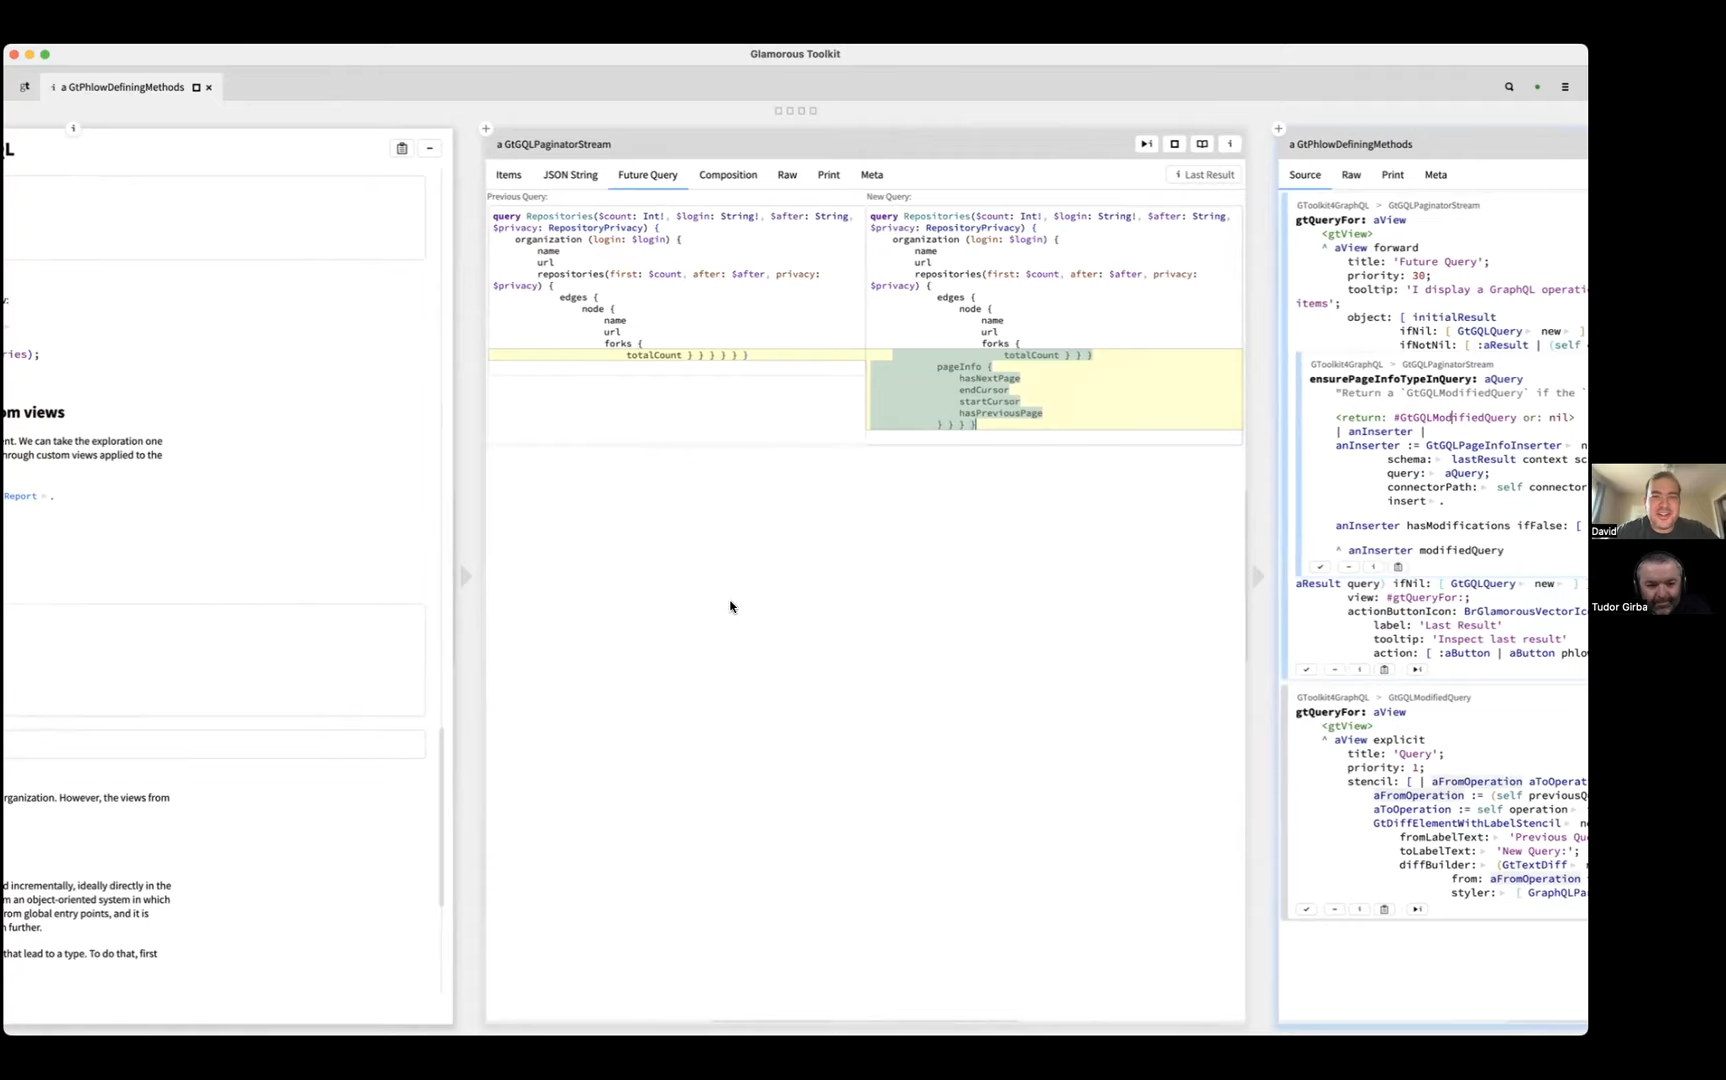 Glamorous Toolkit
gt
i a GtPhlowDefiningMethods
QL
y:
ries);
om views
ent. We can take the exploration one
through custom views applied to the
Report
.
organization. However, the views from
d incrementally, ideally directly in the
m an object-oriented system in which
rom global entry points, and it is
n further.
that lead to a type. To do that, first
a GtGQLPaginatorStream
Items JSON String Future Query Composition Raw Print Meta i Last Result
Previous Query:
query Repositories($count: Int!, $login: String!, $after: String,
$privacy: RepositoryPrivacy) {
organization (login: $login) {
name
url
repositories(first: $count, after: $after, privacy:
$privacy) {
edges {
node {
name
url
forks {
totalCount } } } } } }
New Query:
query Repositories($count: Int!, $login: String!, $after: String,
$privacy: RepositoryPrivacy) {
organization (login: $login) {
name
url
repositories(first: $count, after: $after, privacy:
$privacy) {
edges {
node {
name
url
forks {
totalCount } } }
pageInfo {
hasNextPage
endCursor
startCursor
hasPreviousPage
} } } }
a GtPhlowDefiningMethods
Source Raw Print Meta
GToolkit4GraphQL > GtGQLPaginatorStream
gtQueryFor: aView
<gtView>
^ aView forward
title: 'Future Query';
priority: 30;
tooltip: 'I display a GraphQL operati
items';
object: [ initialResult
ifNil: [ GtGQLQuery new ]
ifNotNil: [ :aResult | (self
GToolkit4GraphQL > GtGQLPaginatorStream
ensurePageInfoTypeInQuery: aQuery
"Return a `GtGQLModifiedQuery` if the `
<return: #GtGQLModifiedQuery or: nil>
| anInserter |
anInserter := GtGQLPageInfoInserter n
schema: lastResult context sc
query: aQuery;
connectorPath: self connector
insert .
anInserter hasModifications ifFalse: [
^ anInserter modifiedQuery
aResult query) ifNil: [ GtGQLQuery new ]
view: #gtQueryFor:;
actionButtonIcon: BrGlamorousVectorIc
label: 'Last Result'
tooltip: 'Inspect last result'
action: [ :aButton | aButton phlo
GToolkit4GraphQL > GtGQLModifiedQuery
gtQueryFor: aView
<gtView>
^ aView explicit
title: 'Query';
priority: 1;
stencil: [ | aFromOperation aToOperat
aFromOperation := (self previousQ
aToOperation := self operation
GtDiffElementWithLabelStencil n
fromLabelText: 'Previous Qu
toLabelText: 'New Query:';
diffBuilder: (GtTextDiff
from: aFromOperation
styler: [ GraphQLPa
David
Tudor Girba